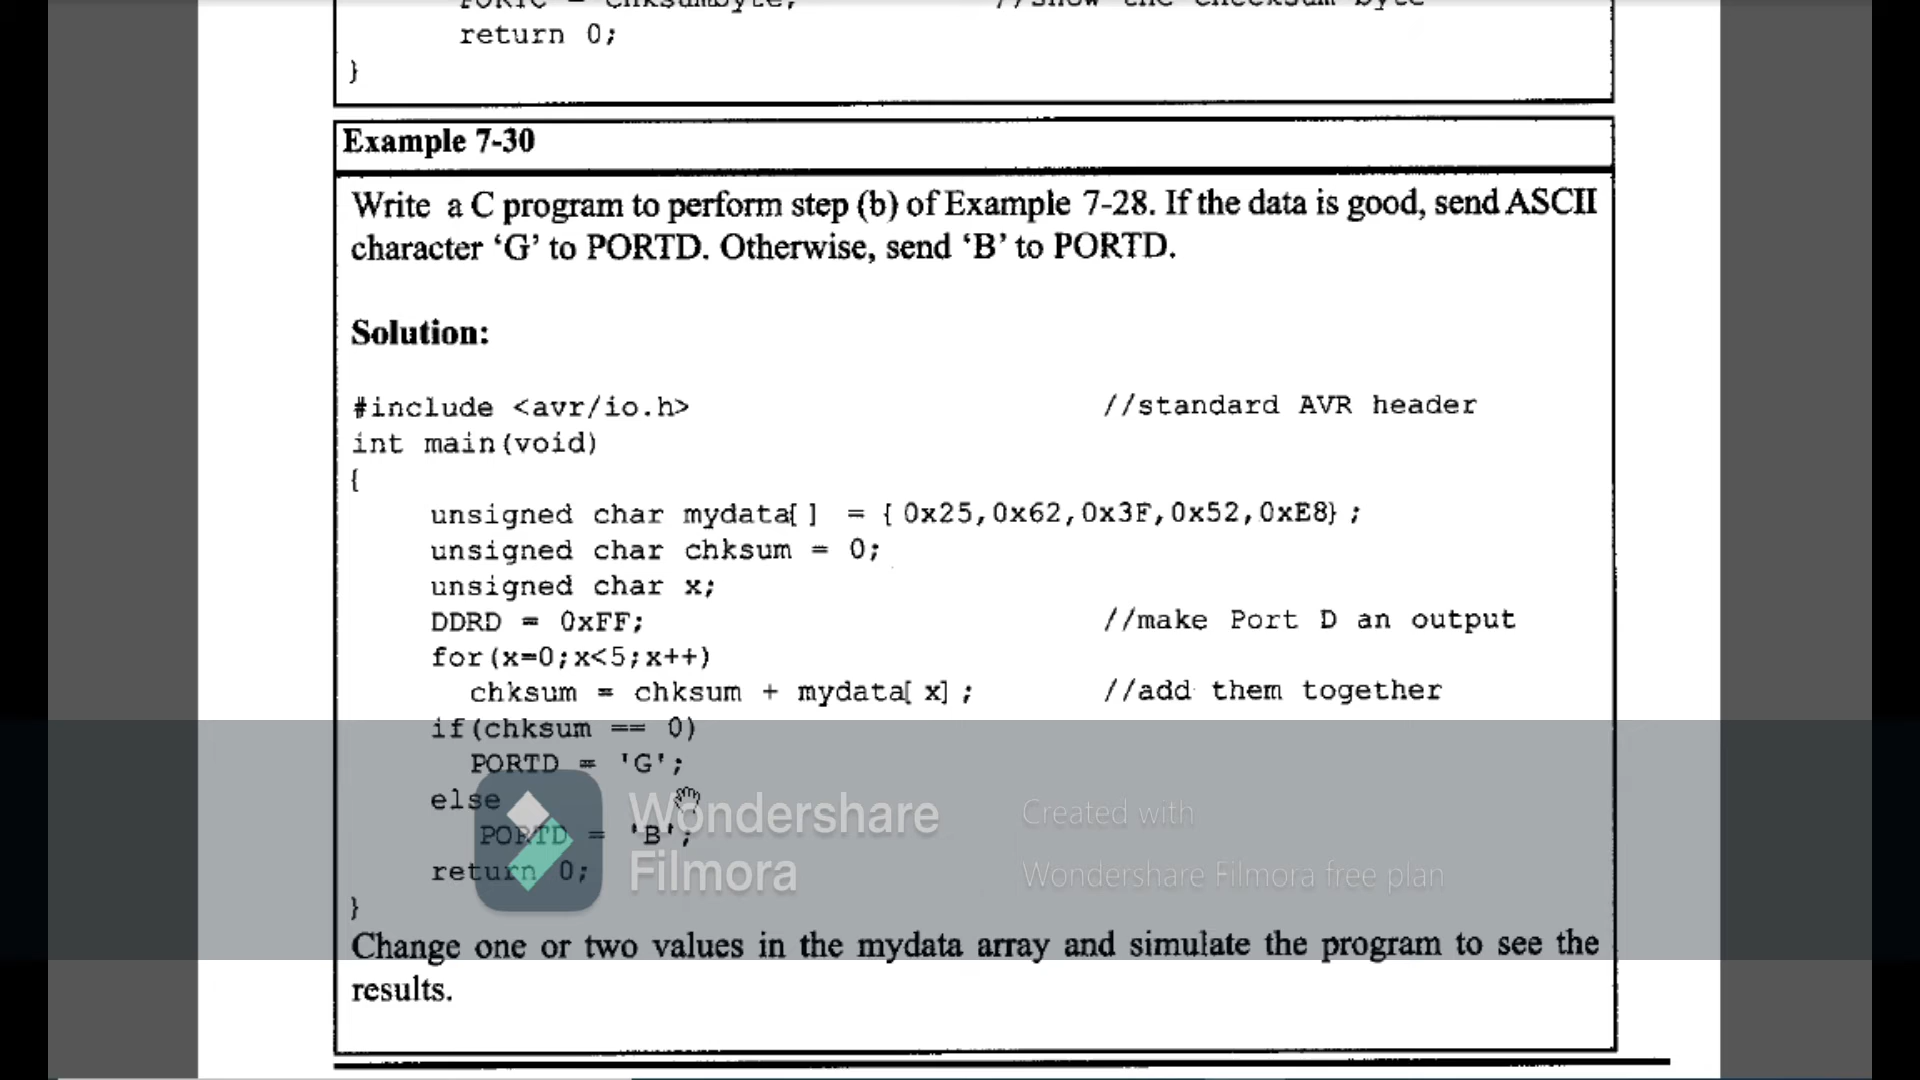 return 0;
}
Example 7-30
Write a C program to perform step (b) of Example 7-28. If the data is good, send ASCII
character ‘G’ to PORTD. Otherwise, send ‘B’ to PORTD.
Solution:
#include <avr/io.h> //standard AVR header
int main(void)
{
unsigned char mydata[] = { 0x25,0x62,0x3F,0x52,0xE8} ;
unsigned char chksum = 0;
unsigned char x;
DDRD = 0xFF; //make Port D an output
for(x=0;x<5;x++)
chksum = chksum + mydata[ x] ; //add them together
if(chksum == 0)
PORTD = 'G';
else
PORTD = 'B';
return 0;
}
Wondershare
Filmora
Created with
Wondershare Filmora free plan
Change one or two values in the mydata array and simulate the program to see the
results.